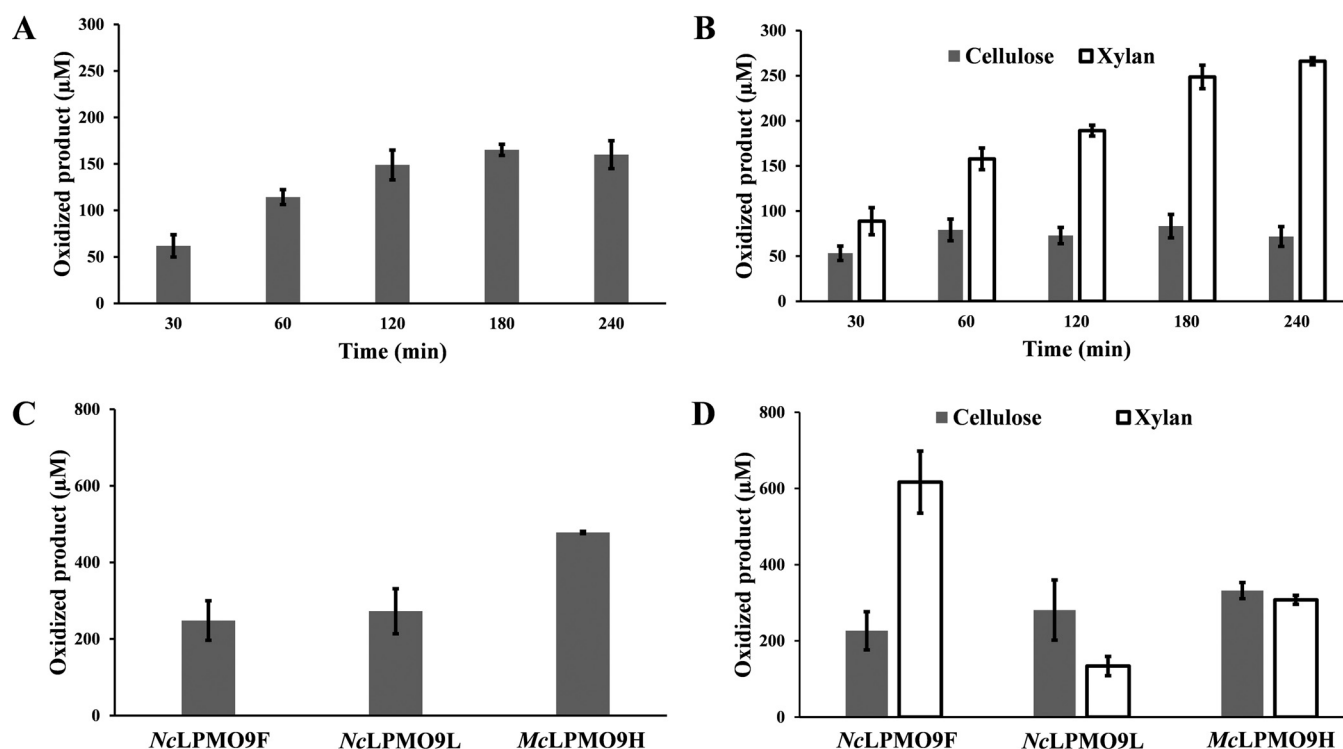 A
Oxidized product (µM)
300
250
200
150
100
50
0
30 60 120 180 240
Time (min)
B
Cellulose Xylan
Oxidized product (µM)
300
250
200
150
100
50
0
30 60 120 180 240
Time (min)
C
Oxidized product (µM)
800
600
400
200
0
NcLPMO9F NcLPMO9L McLPMO9H
D
Cellulose Xylan
Oxidized product (µM)
800
600
400
200
0
NcLPMO9F NcLPMO9L McLPMO9H